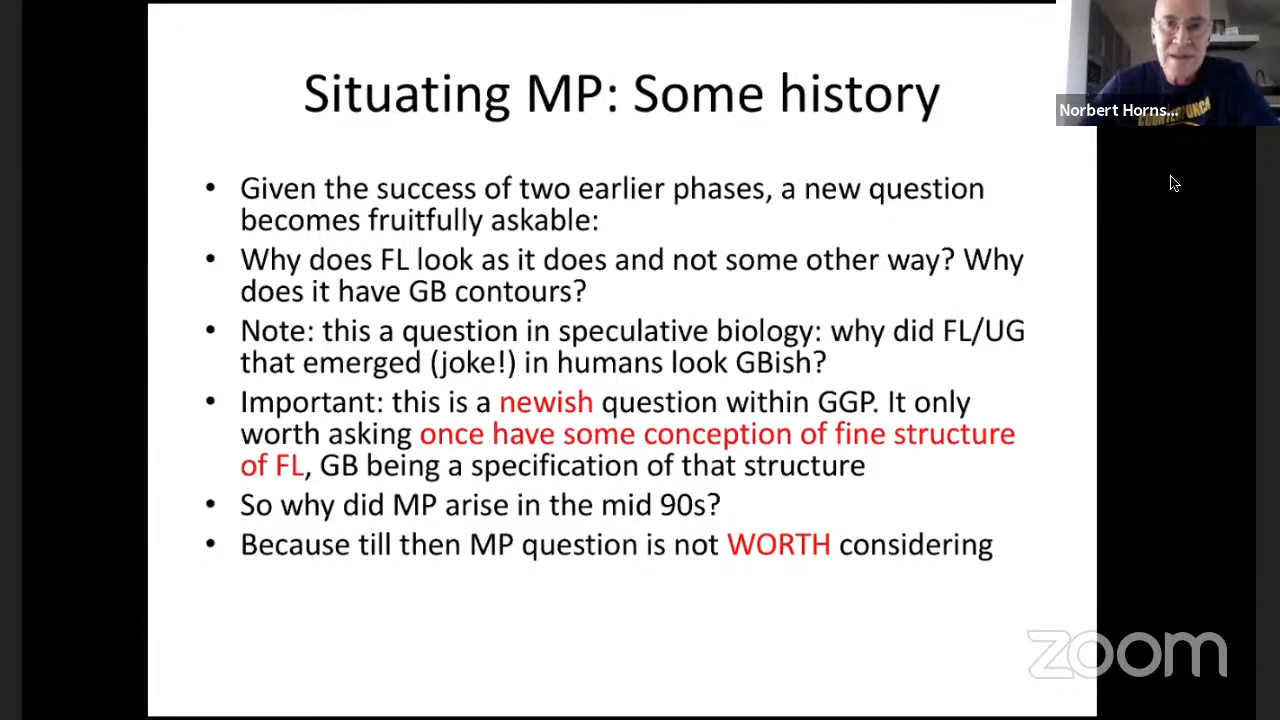 Situating MP: Some history
Norbert Horns...
• Given the success of two earlier phases, a new question
becomes fruitfully askable:
• Why does FL look as it does and not some other way? Why
does it have GB contours?
• Note: this a question in speculative biology: why did FL/UG
that emerged (joke!) in humans look GBish?
• Important: this is a newish question within GGP. It only
worth asking once have some conception of fine structure
of FL, GB being a specification of that structure
• So why did MP arise in the mid 90s?
• Because till then MP question is not WORTH considering
zoom